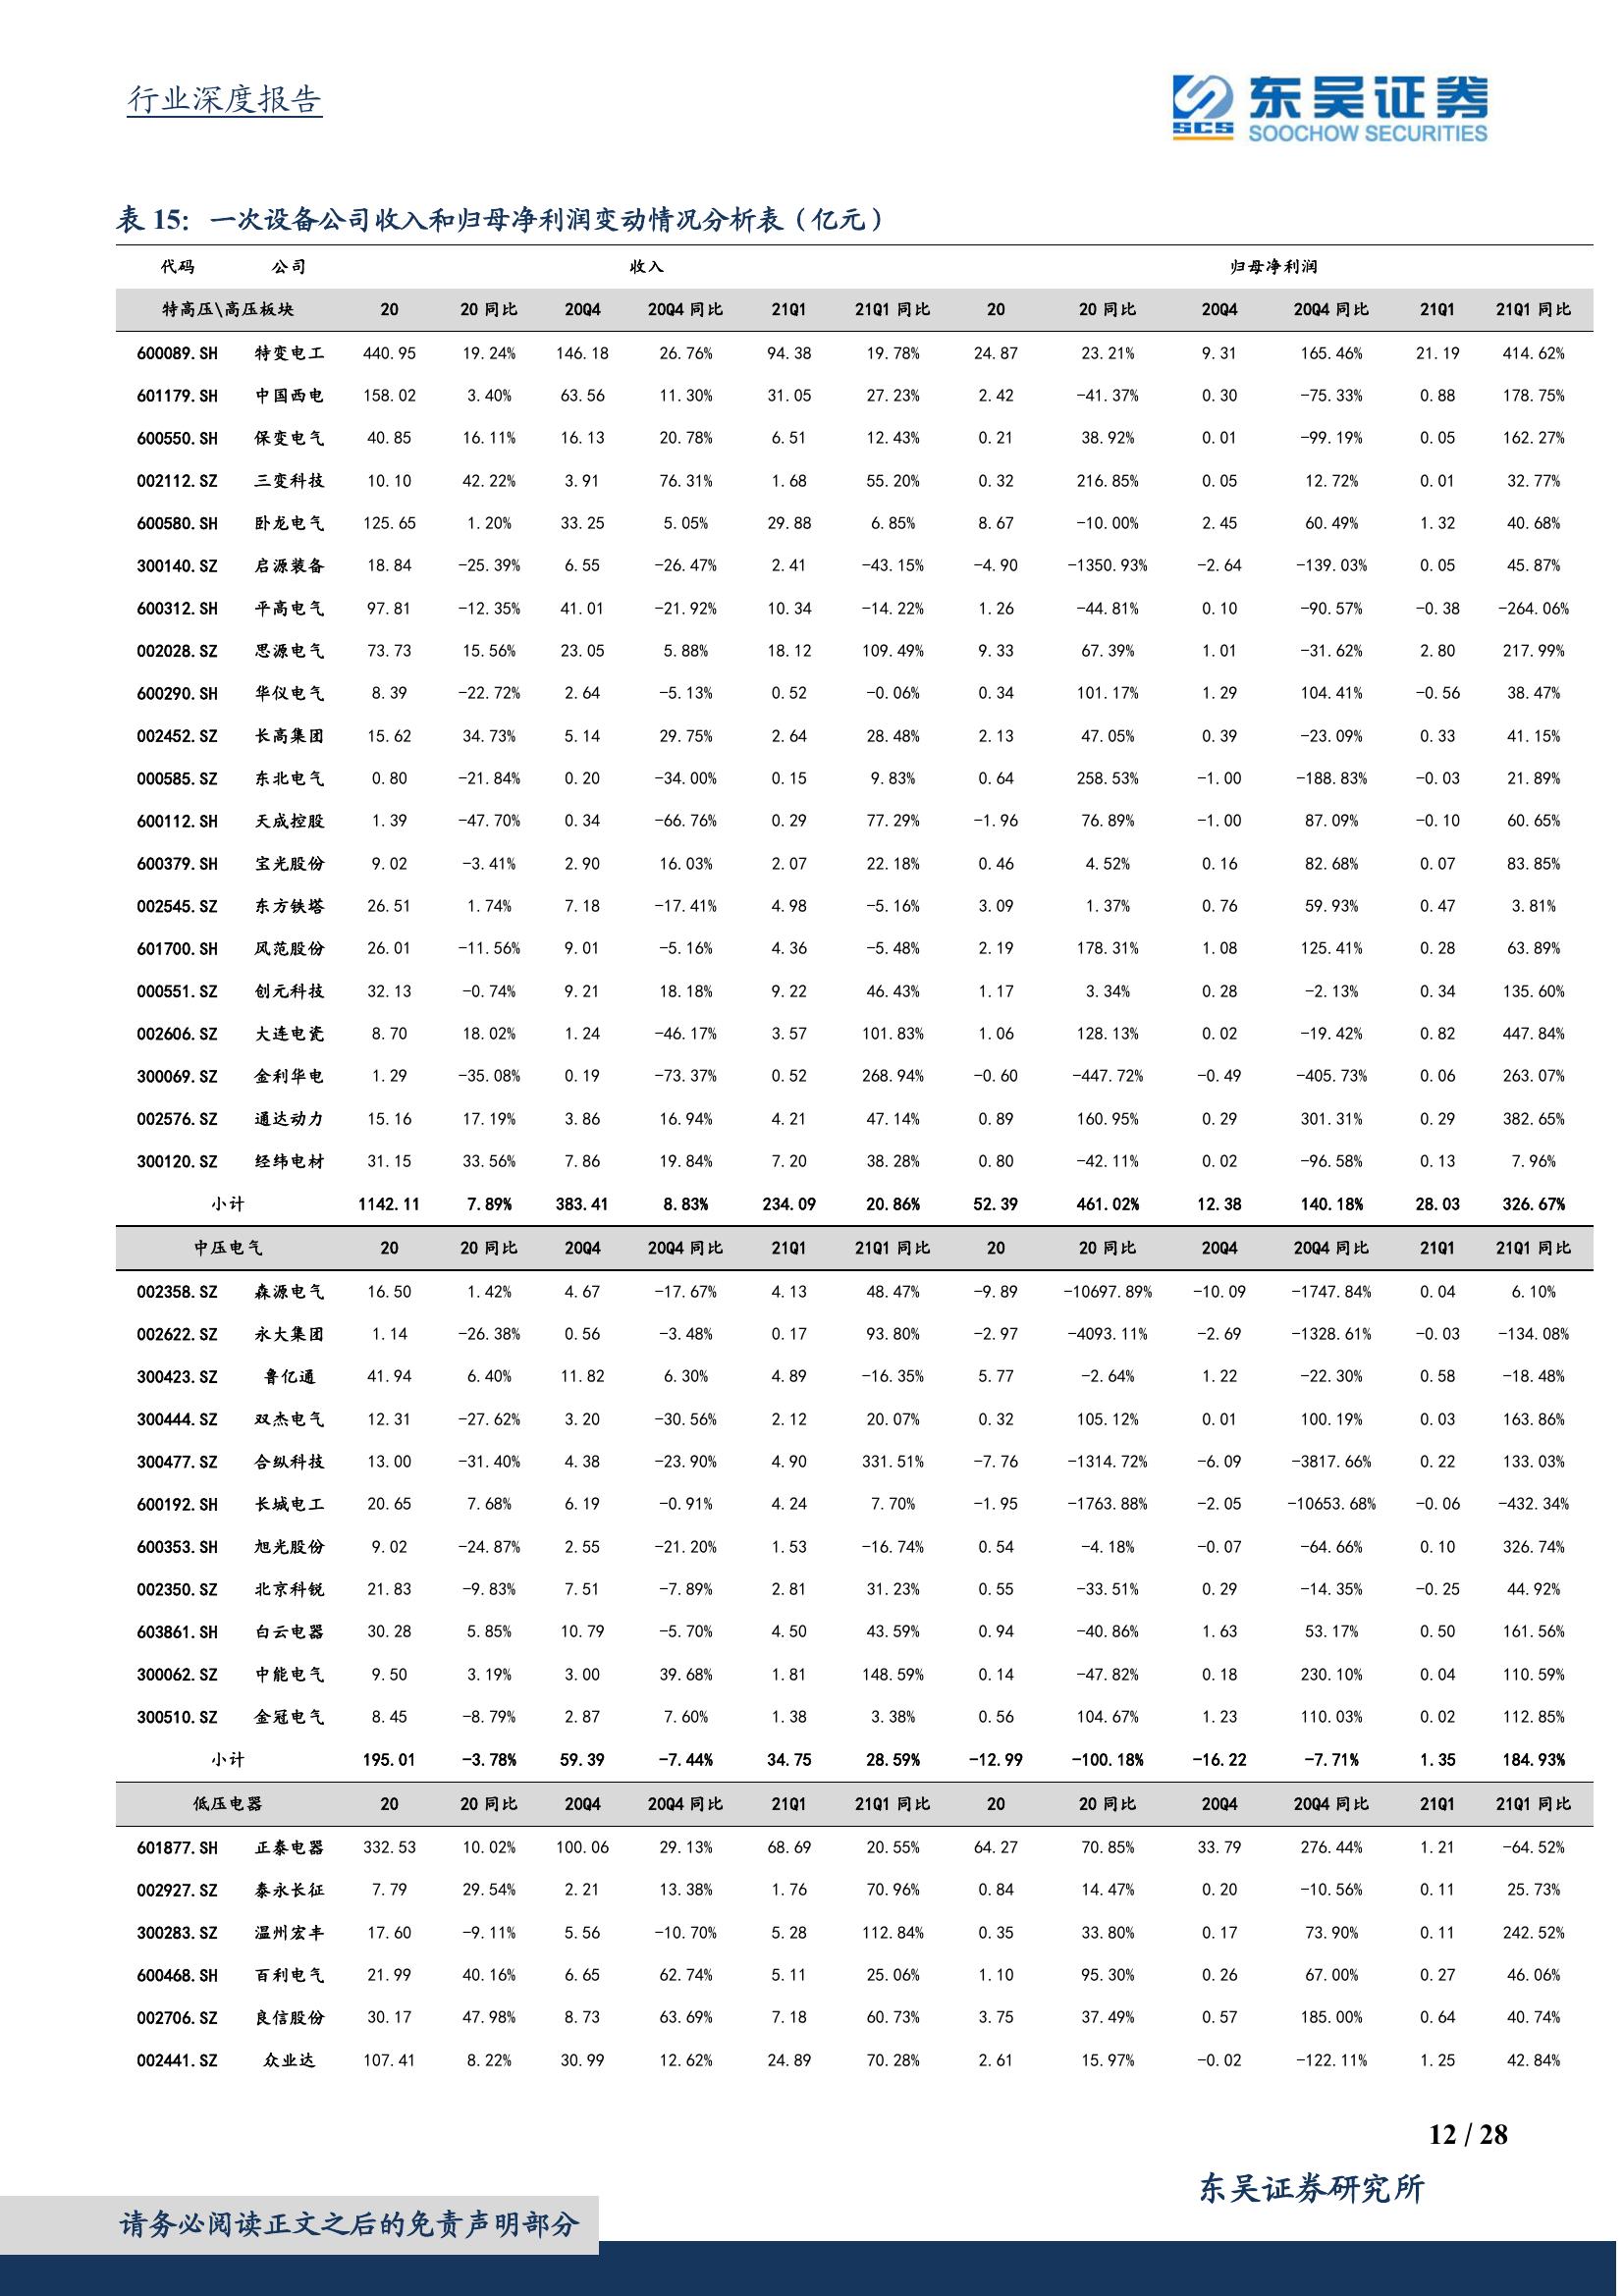 行业深度报告
SCS 东吴证券
SOOCHOW SECURITIES
表 15: 一次设备公司收入和归母净利润变动情况分析表（亿元）
代码 公司 收入 归母净利润
特高压\高压板块 20 20 同比 20Q4 20Q4 同比 21Q1 21Q1 同比 20 20 同比 20Q4 20Q4 同比 21Q1 21Q1 同比
600089.SH 特变电工 440.95 19.24% 146.18 26.76% 94.38 19.78% 24.87 23.21% 9.31 165.46% 21.19 414.62%
601179.SH 中国西电 158.02 3.40% 63.56 11.30% 31.05 27.23% 2.42 -41.37% 0.30 -75.33% 0.88 178.75%
600550.SH 保变电气 40.85 16.11% 16.13 20.78% 6.51 12.43% 0.21 38.92% 0.01 -99.19% 0.05 162.27%
002112.SZ 三变科技 10.10 42.22% 3.91 76.31% 1.68 55.20% 0.32 216.85% 0.05 12.72% 0.01 32.77%
600580.SH 卧龙电气 125.65 1.20% 33.25 5.05% 29.88 6.85% 8.67 -10.00% 2.45 60.49% 1.32 40.68%
300140.SZ 启源装备 18.84 -25.39% 6.55 -26.47% 2.41 -43.15% -4.90 -1350.93% -2.64 -139.03% 0.05 45.87%
600312.SH 平高电气 97.81 -12.35% 41.01 -21.92% 10.34 -14.22% 1.26 -44.81% 0.10 -90.57% -0.38 -264.06%
002028.SZ 思源电气 73.73 15.56% 23.05 5.88% 18.12 109.49% 9.33 67.39% 1.01 -31.62% 2.80 217.99%
600290.SH 华仪电气 8.39 -22.72% 2.64 -5.13% 0.52 -0.06% 0.34 101.17% 1.29 104.41% -0.56 38.47%
002452.SZ 长高集团 15.62 34.73% 5.14 29.75% 2.64 28.48% 2.13 47.05% 0.39 -23.09% 0.33 41.15%
000585.SZ 东北电气 0.80 -21.84% 0.20 -34.00% 0.15 9.83% 0.64 258.53% -1.00 -188.83% -0.03 21.89%
600112.SH 天成控股 1.39 -47.70% 0.34 -66.76% 0.29 77.29% -1.96 76.89% -1.00 87.09% -0.10 60.65%
600379.SH 宝光股份 9.02 -3.41% 2.90 16.03% 2.07 22.18% 0.46 4.52% 0.16 82.68% 0.07 83.85%
002545.SZ 东方铁塔 26.51 1.74% 7.18 -17.41% 4.98 -5.16% 3.09 1.37% 0.76 59.93% 0.47 3.81%
601700.SH 风范股份 26.01 -11.56% 9.01 -5.16% 4.36 -5.48% 2.19 178.31% 1.08 125.41% 0.28 63.89%
000551.SZ 创元科技 32.13 -0.74% 9.21 18.18% 9.22 46.43% 1.17 3.34% 0.28 -2.13% 0.34 135.60%
002606.SZ 大连电瓷 8.70 18.02% 1.24 -46.17% 3.57 101.83% 1.06 128.13% 0.02 -19.42% 0.82 447.84%
300069.SZ 金利华电 1.29 -35.08% 0.19 -73.37% 0.52 268.94% -0.60 -447.72% -0.49 -405.73% 0.06 263.07%
002576.SZ 通达动力 15.16 17.19% 3.86 16.94% 4.21 47.14% 0.89 160.95% 0.29 301.31% 0.29 382.65%
300120.SZ 经纬电材 31.15 33.56% 7.86 19.84% 7.20 38.28% 0.80 -42.11% 0.02 -96.58% 0.13 7.96%
小计 1142.11 7.89% 383.41 8.83% 234.09 20.86% 52.39 461.02% 12.38 140.18% 28.03 326.67%
中压电气 20 20 同比 20Q4 20Q4 同比 21Q1 21Q1 同比 20 20 同比 20Q4 20Q4 同比 21Q1 21Q1 同比
002358.SZ 森源电气 16.50 1.42% 4.67 -17.67% 4.13 48.47% -9.89 -10697.89% -10.09 -1747.84% 0.04 6.10%
002622.SZ 永大集团 1.14 -26.38% 0.56 -3.48% 0.17 93.80% -2.97 -4093.11% -2.69 -1328.61% -0.03 -134.08%
300423.SZ 鲁亿通 41.94 6.40% 11.82 6.30% 4.89 -16.35% 5.77 -2.64% 1.22 -22.30% 0.58 -18.48%
300444.SZ 双杰电气 12.31 -27.62% 3.20 -30.56% 2.12 20.07% 0.32 105.12% 0.01 100.19% 0.03 163.86%
300477.SZ 合纵科技 13.00 -31.40% 4.38 -23.90% 4.90 331.51% -7.76 -1314.72% -6.09 -3817.66% 0.22 133.03%
600192.SH 长城电工 20.65 7.68% 6.19 -0.91% 4.24 7.70% -1.95 -1763.88% -2.05 -10653.68% -0.06 -432.34%
600353.SH 旭光股份 9.02 -24.87% 2.55 -21.20% 1.53 -16.74% 0.54 -4.18% -0.07 -64.66% 0.10 326.74%
002350.SZ 北京科锐 21.83 -9.83% 7.51 -7.89% 2.81 31.23% 0.55 -33.51% 0.29 -14.35% -0.25 44.92%
603861.SH 白云电器 30.28 5.85% 10.79 -5.70% 4.50 43.59% 0.94 -40.86% 1.63 53.17% 0.50 161.56%
300062.SZ 中能电气 9.50 3.19% 3.00 39.68% 1.81 148.59% 0.14 -47.82% 0.18 230.10% 0.04 110.59%
300510.SZ 金冠电气 8.45 -8.79% 2.87 7.60% 1.38 3.38% 0.56 104.67% 1.23 110.03% 0.02 112.85%
小计 195.01 -3.78% 59.39 -7.44% 34.75 28.59% -12.99 -100.18% -16.22 -7.71% 1.35 184.93%
低压电器 20 20 同比 20Q4 20Q4 同比 21Q1 21Q1 同比 20 20 同比 20Q4 20Q4 同比 21Q1 21Q1 同比
601877.SH 正泰电器 332.53 10.02% 100.06 29.13% 68.69 20.55% 64.27 70.85% 33.79 276.44% 1.21 -64.52%
002927.SZ 泰永长征 7.79 29.54% 2.21 13.38% 1.76 70.96% 0.84 14.47% 0.20 -10.56% 0.11 25.73%
300283.SZ 温州宏丰 17.60 -9.11% 5.56 -10.70% 5.28 112.84% 0.35 33.80% 0.17 73.90% 0.11 242.52%
600468.SH 百利电气 21.99 40.16% 6.65 62.74% 5.11 25.06% 1.10 95.30% 0.26 67.00% 0.27 46.06%
002706.SZ 良信股份 30.17 47.98% 8.73 63.69% 7.18 60.73% 3.75 37.49% 0.57 185.00% 0.64 40.74%
002441.SZ 众业达 107.41 8.22% 30.99 12.62% 24.89 70.28% 2.61 15.97% -0.02 -122.11% 1.25 42.84%
12 / 28
东吴证券研究所
请务必阅读正文之后的免责声明部分